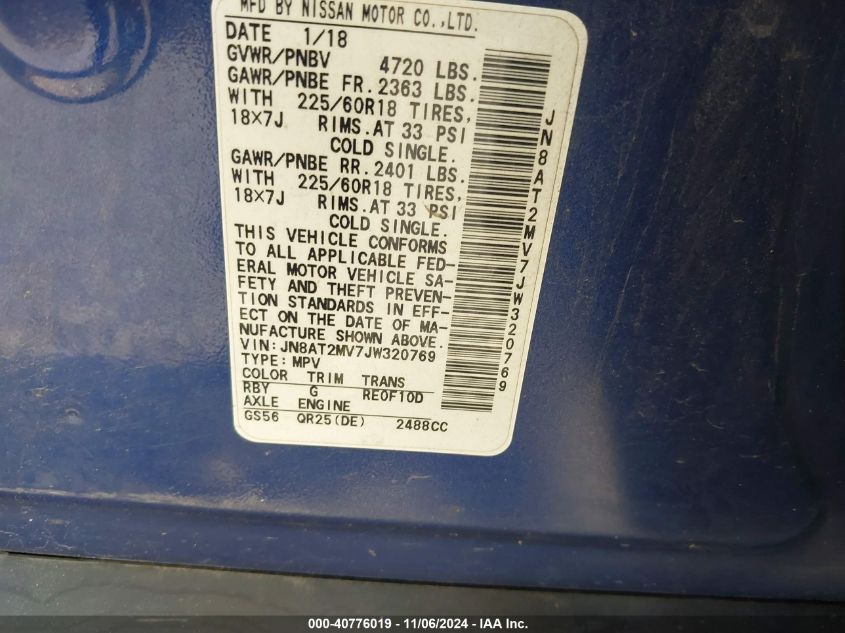 MFD BY NISSAN MOTOR CO.,LTD.
DATE 1/18
GVWR/PNBV 4720 LBS.
GAWR/PNBE FR. 2363 LBS.
WITH 225/60R18 TIRES,
18X7J RIMS.AT 33 PSI
COLD SINGLE.
GAWR/PNBE RR. 2401 LBS.
WITH 225/60R18 TIRES,
18X7J RIMS.AT 33 PSI
COLD SINGLE.
THIS VEHICLE CONFORMS
TO ALL APPLICABLE FED-
ERAL MOTOR VEHICLE SA-
FETY AND THEFT PREVEN-
TION STANDARDS IN EFF-
ECT ON THE DATE OF MA-
NUFACTURE SHOWN ABOVE.
VIN:JN8AT2MV7JW320769
TYPE:MPV
COLOR TRIM TRANS
RBY G RE0F10D
AXLE ENGINE
GS56 QR25(DE) 2488CC
JN8AT2MV7JW320769
000-40776019 - 11/06/2024 - IAA Inc.